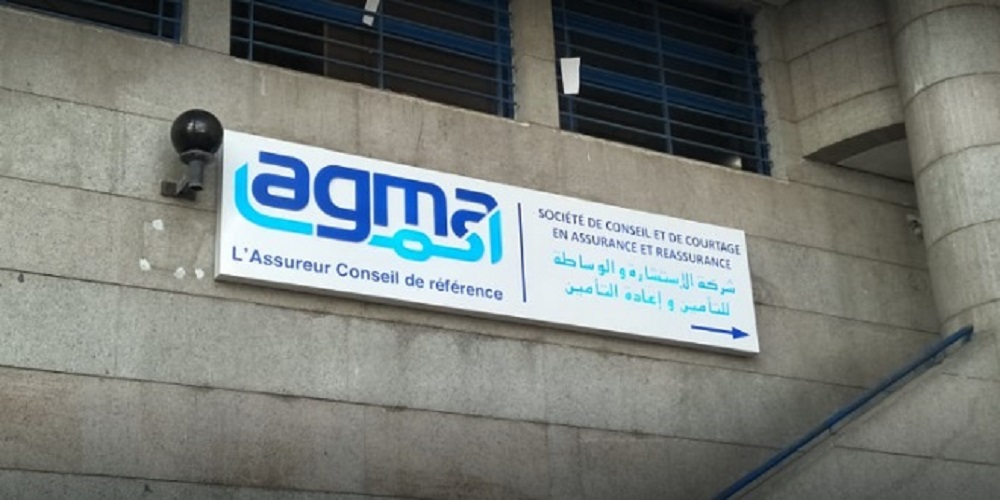 agma
أكمـا
L'Assureur Conseil de référence
SOCIÉTÉ DE CONSEIL ET DE COURTAGE
EN ASSURANCE ET REASSURANCE
شركة الإستشارة و الوساطة
للتأمين و إعادة التأمين